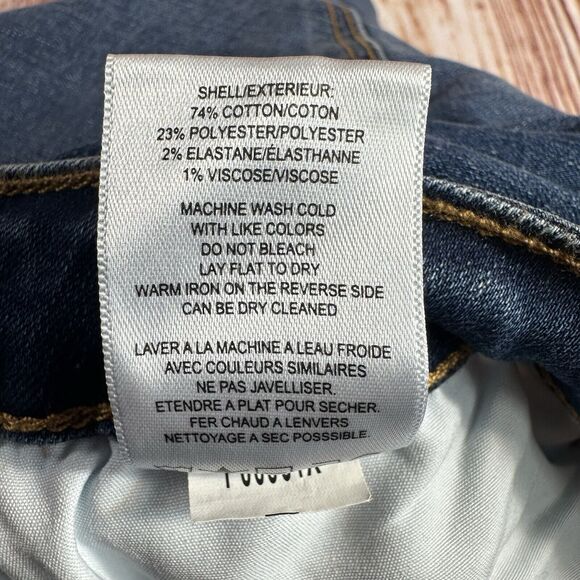 SHELL/EXTERIEUR:
74% COTTON/COTON
23% POLYESTER/POLYESTER
2% ELASTANE/ÉLASTHANNE
1% VISCOSE/VISCOSE
MACHINE WASH COLD
WITH LIKE COLORS
DO NOT BLEACH
LAY FLAT TO DRY
WARM IRON ON THE REVERSE SIDE
CAN BE DRY CLEANED
LAVER A LA MACHINE A LEAU FROIDE
AVEC COULEURS SIMILAIRES
NE PAS JAVELLISER.
ETENDRE A PLAT POUR SECHER.
FER CHAUD A LENVERS
NETTOYAGE A SEC POSSSIBLE.